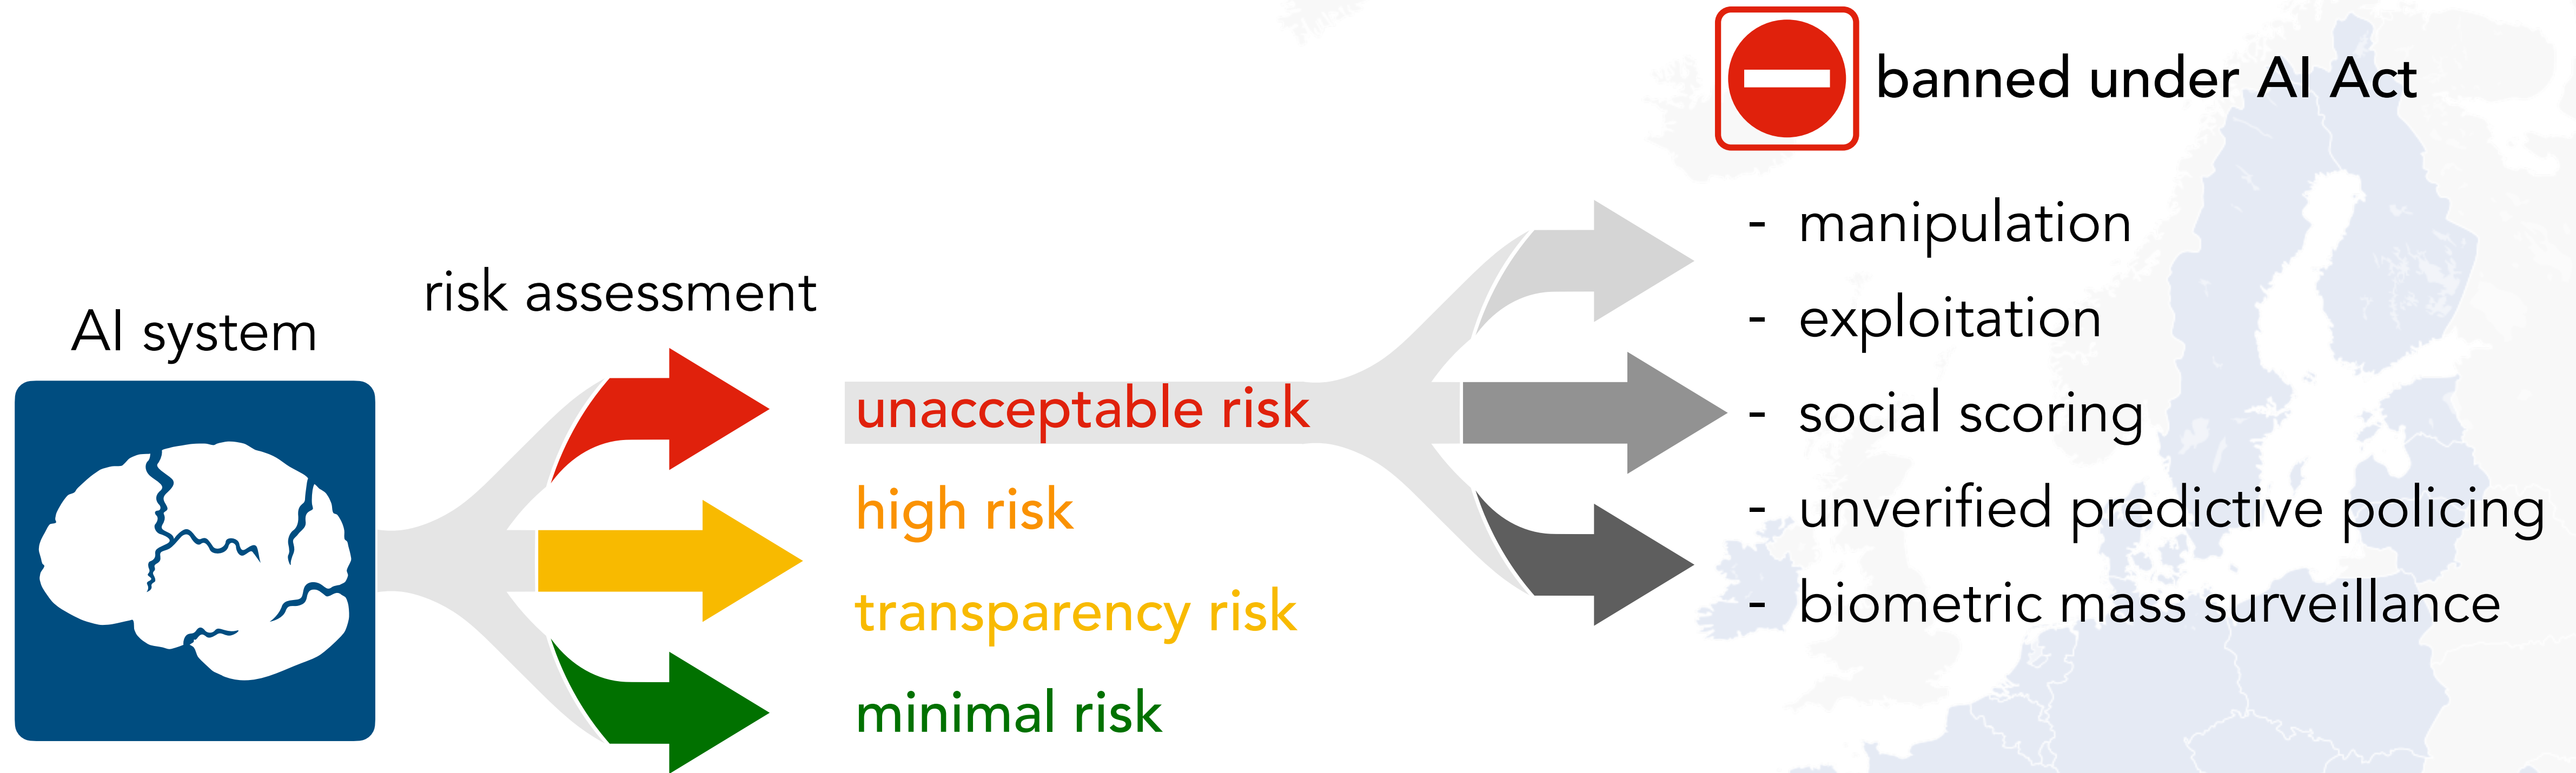 AI system
risk assessment
unacceptable risk
high risk
transparency risk
minimal risk
banned under AI Act
- manipulation
- exploitation
- social scoring
- unverified predictive policing
- biometric mass surveillance